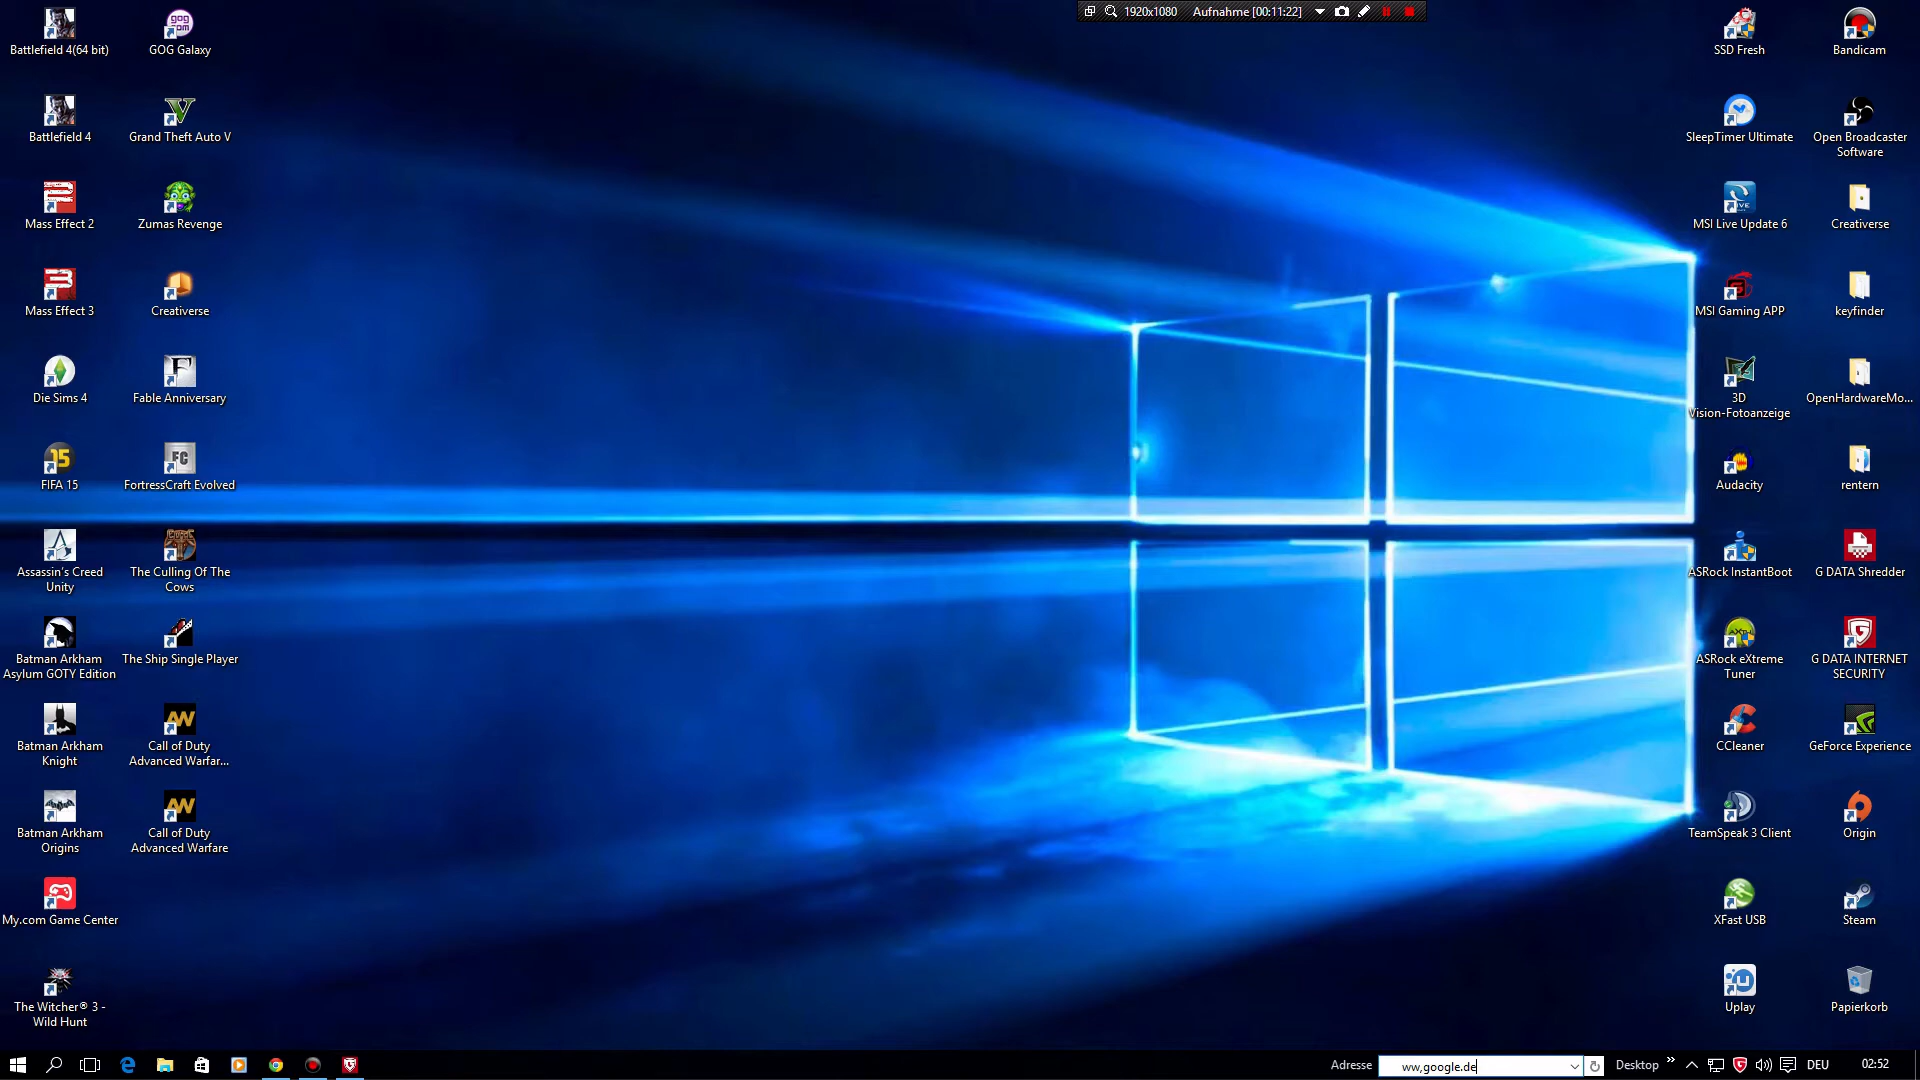 1920x1080 Aufnahme [00:11:22]
Battlefield 4(64 bit)
GOG Galaxy
SSD Fresh
Bandicam
Battlefield 4
Grand Theft Auto V
SleepTimer Ultimate
Open Broadcaster
Software
Mass Effect 2
Zumas Revenge
MSI Live Update 6
Creativerse
Mass Effect 3
Creativerse
MSI Gaming APP
keyfinder
Die Sims 4
Fable Anniversary
3D
Vision-Fotoanzeige
OpenHardwareMo...
FIFA 15
FortressCraft Evolved
Audacity
rentern
Assassin's Creed
Unity
The Culling Of The
Cows
ASRock InstantBoot
G DATA Shredder
Batman Arkham
Asylum GOTY Edition
The Ship Single Player
ASRock eXtreme
Tuner
G DATA INTERNET
SECURITY
Batman Arkham
Knight
Call of Duty
Advanced Warfar...
CCleaner
GeForce Experience
Batman Arkham
Origins
Call of Duty
Advanced Warfare
TeamSpeak 3 Client
Origin
My.com Game Center
XFast USB
Steam
The Witcher® 3 -
Wild Hunt
Uplay
Papierkorb
Adresse ww,google.de Desktop » DEU 02:52